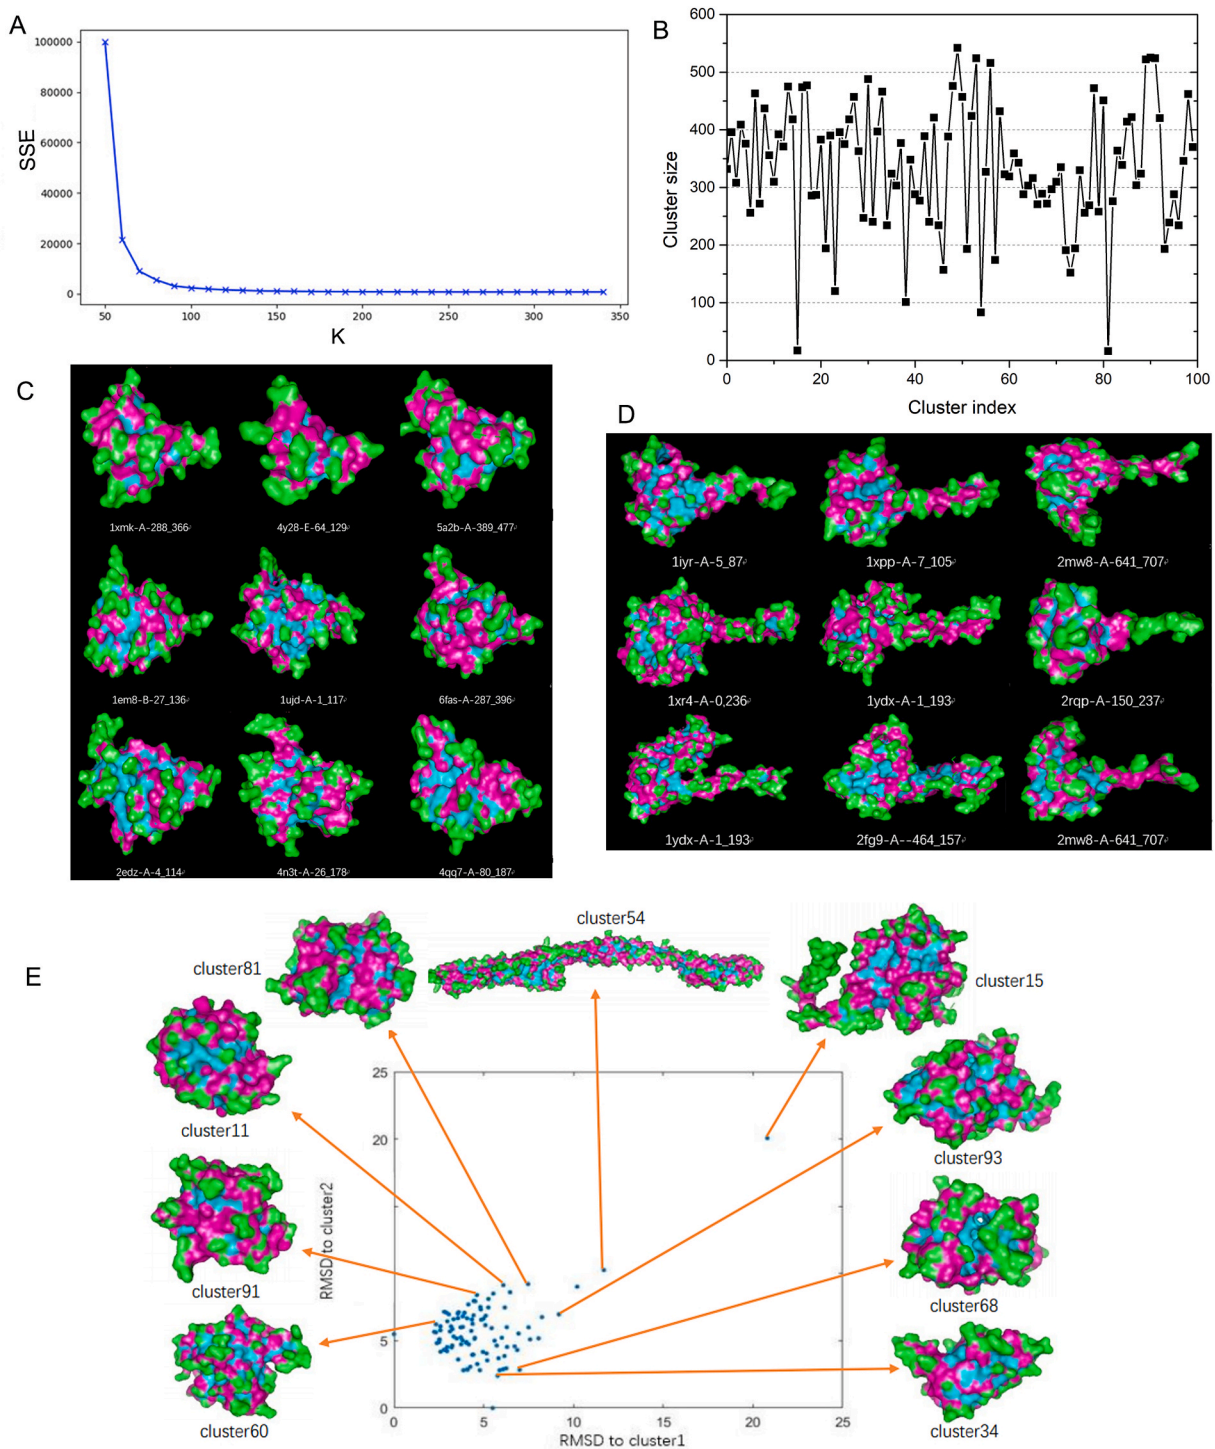 A
100000
80000
60000
40000
20000
0
SSE
50
100
150
200
250
300
350
K
B
600
500
400
300
200
100
0
Cluster size
0
20
40
60
80
100
Cluster index
C
1xmk-A-288_366
4y28-E-64_129
5a2b-A-389_477
1em8-B-27_136
1ujd-A-1_117
6fas-A-287_396
2edz-A-4_114
4n3t-A-26_178
4qq7-A-80_187
D
1iyr-A-5_87
1xpp-A-7_105
2mw8-A-641_707
1xr4-A-0,236
1ydx-A-1_193
2rqp-A-150_237
1ydx-A-1_193
2fg9-A--464_157
2mw8-A-641_707
E
cluster54
cluster81
cluster15
cluster11
cluster93
cluster91
cluster68
cluster60
cluster34
25
20
5
0
RMSD to cluster2
0
5
10
15
20
25
RMSD to cluster1